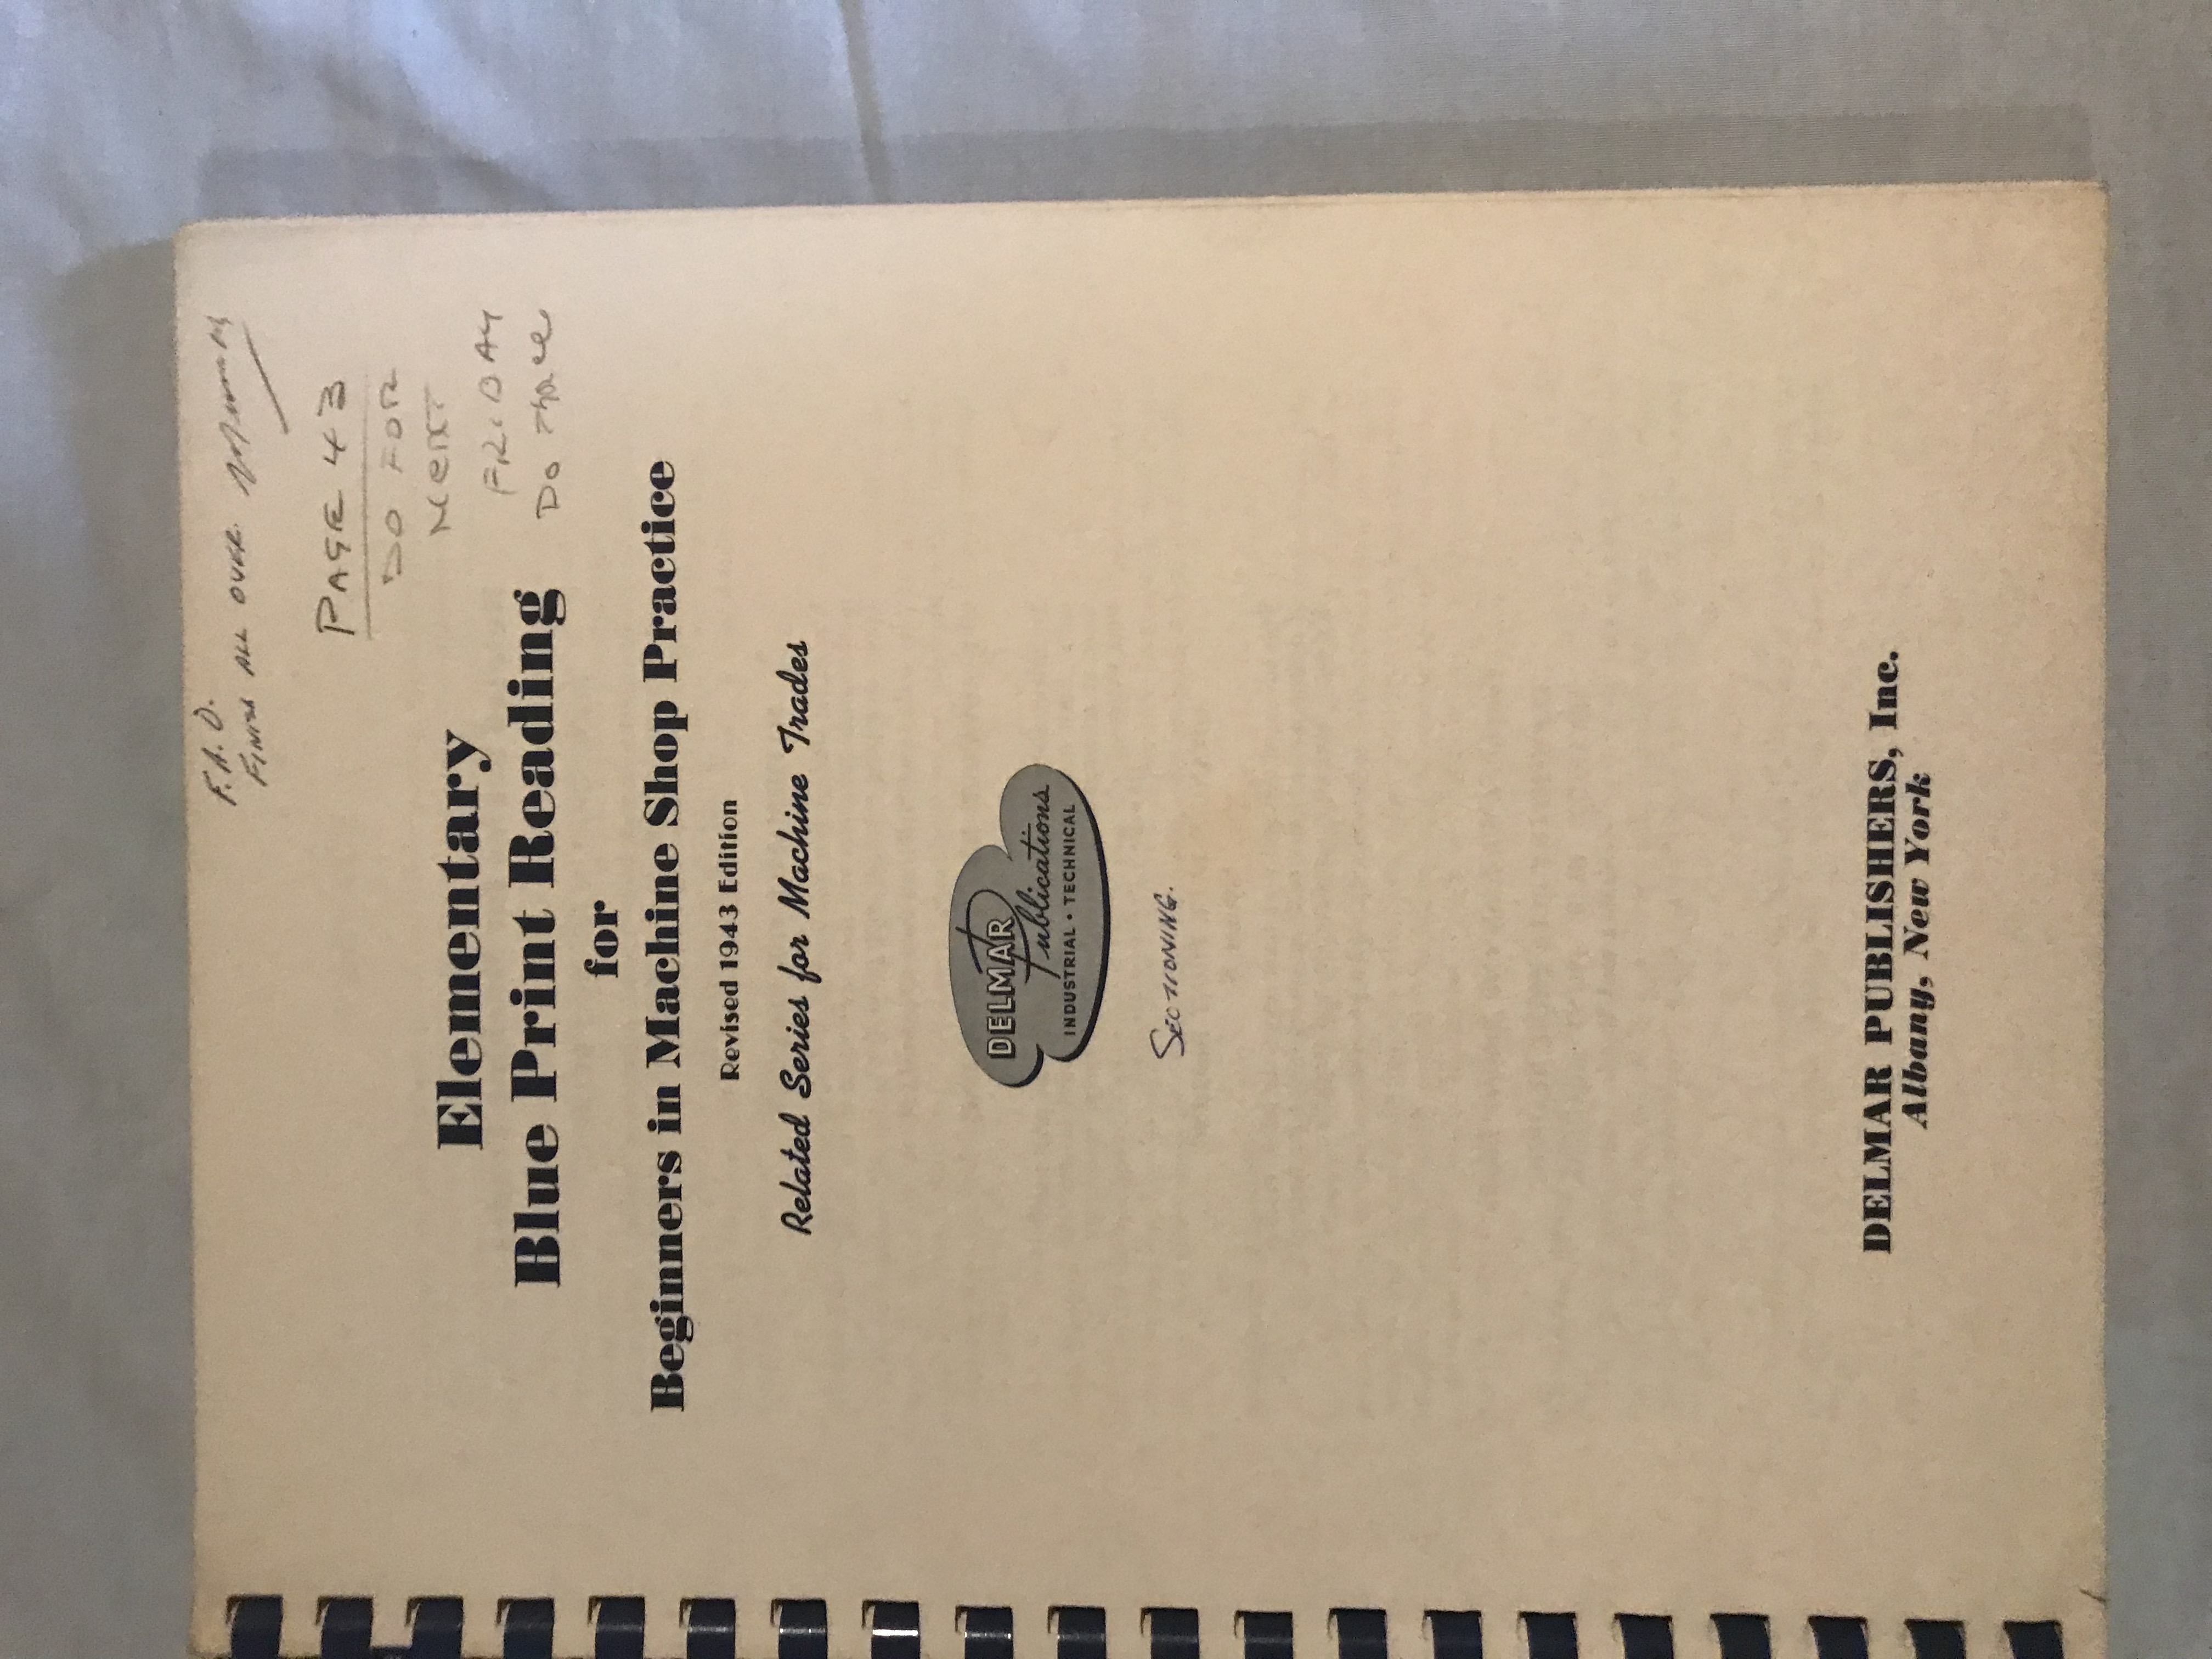 F.A.O.
FINISH ALL OVER.
PAGE 43
DO FOR
NEXT
FRIDAY
Do
Elementary
Blue Print Reading
for
Beginners in Machine Shop Practice
Revised 1943 Edition
Related Series for Machine Trades
DELMAR
Publications
INDUSTRIAL • TECHNICAL
SECTIONING.
DELMAR PUBLISHERS, Inc.
Albany, New York